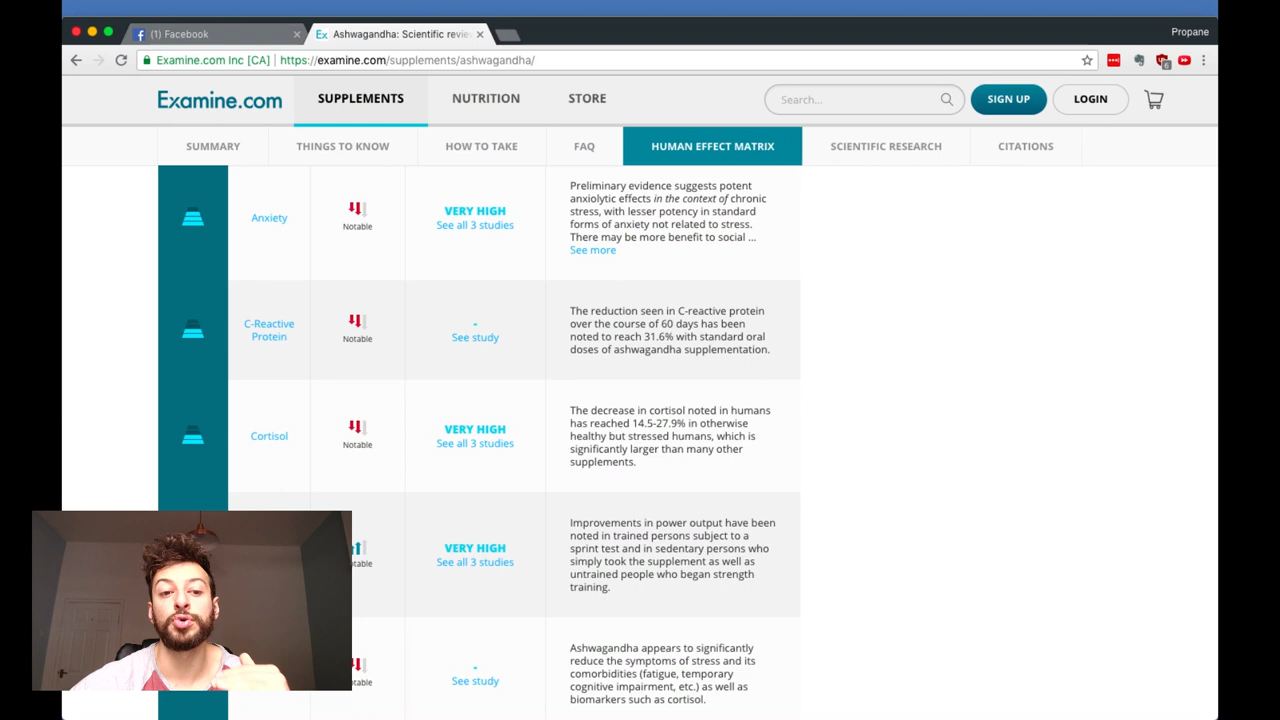 (1) Facebook
Ex Ashwagandha: Scientific revie
Propane
Examine.com Inc [CA] https://examine.com/supplements/ashwagandha/
6
Examine.com
SUPPLEMENTS
NUTRITION
STORE
Search...
SIGN UP
LOGIN
SUMMARY
THINGS TO KNOW
HOW TO TAKE
FAQ
HUMAN EFFECT MATRIX
SCIENTIFIC RESEARCH
CITATIONS
Anxiety
Notable
VERY HIGH
See all 3 studies
Preliminary evidence suggests potent
anxiolytic effects in the context of chronic
stress, with lesser potency in standard
forms of anxiety not related to stress.
There may be more benefit to social ...
See more
C-Reactive
Protein
Notable
-
See study
The reduction seen in C-reactive protein
over the course of 60 days has been
noted to reach 31.6% with standard oral
doses of ashwagandha supplementation.
Cortisol
Notable
VERY HIGH
See all 3 studies
The decrease in cortisol noted in humans
has reached 14.5-27.9% in otherwise
healthy but stressed humans, which is
significantly larger than many other
supplements.
otable
VERY HIGH
See all 3 studies
Improvements in power output have been
noted in trained persons subject to a
sprint test and in sedentary persons who
simply took the supplement as well as
untrained people who began strength
training.
otable
-
See study
Ashwagandha appears to significantly
reduce the symptoms of stress and its
comorbidities (fatigue, temporary
cognitive impairment, etc.) as well as
biomarkers such as cortisol.